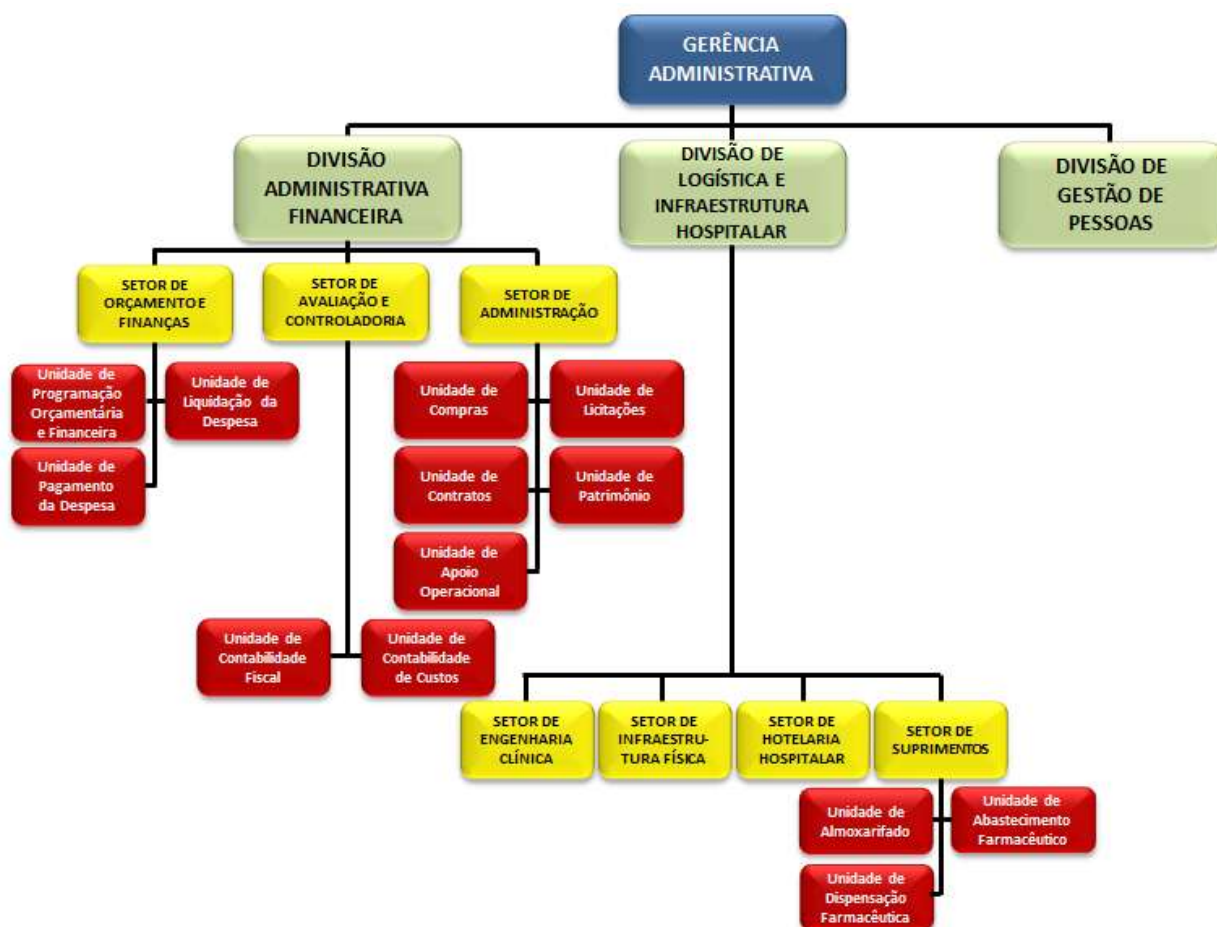 GERÊNCIA
ADMINISTRATIVA
DIVISÃO
ADMINISTRATIVA
FINANCEIRA
DIVISÃO DE
LOGÍSTICA E
INFRAESTRUTURA
HOSPITALAR
DIVISÃO DE
GESTÃO DE
PESSOAS
SETOR DE
ORÇAMENTO E
FINANÇAS
SETOR DE
AVALIAÇÃO E
CONTROLADORIA
SETOR DE
ADMINISTRAÇÃO
Unidade de
Programação
Orçamentária
e Financeira
Unidade de
Liquidação da
Despesa
Unidade de
Pagamento
da Despesa
Unidade de
Compras
Unidade de
Licitações
Unidade de
Contratos
Unidade de
Patrimônio
Unidade de
Apoio
Operacional
Unidade de
Contabilidade
Fiscal
Unidade de
Contabilidade
de Custos
SETOR DE
ENGENHARIA
CLÍNICA
SETOR DE
INFRAESTRU-
TURA FÍSICA
SETOR DE
HOTELARIA
HOSPITALAR
SETOR DE
SUPRIMENTOS
Unidade de
Almoxarifado
Unidade de
Abastecimento
Farmacêutico
Unidade de
Dispensação
Farmacêutica